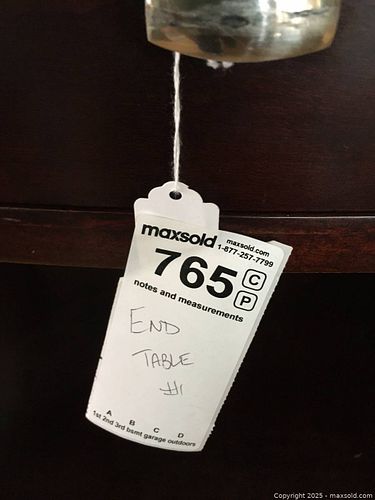 maxsold maxsold.com
1-877-257-7799
765 C
P
notes and measurements
END
TABLE
#1
A B C D
1st 2nd 3rd bsmt garage outdoors
Copyright 2025 - maxsold.com